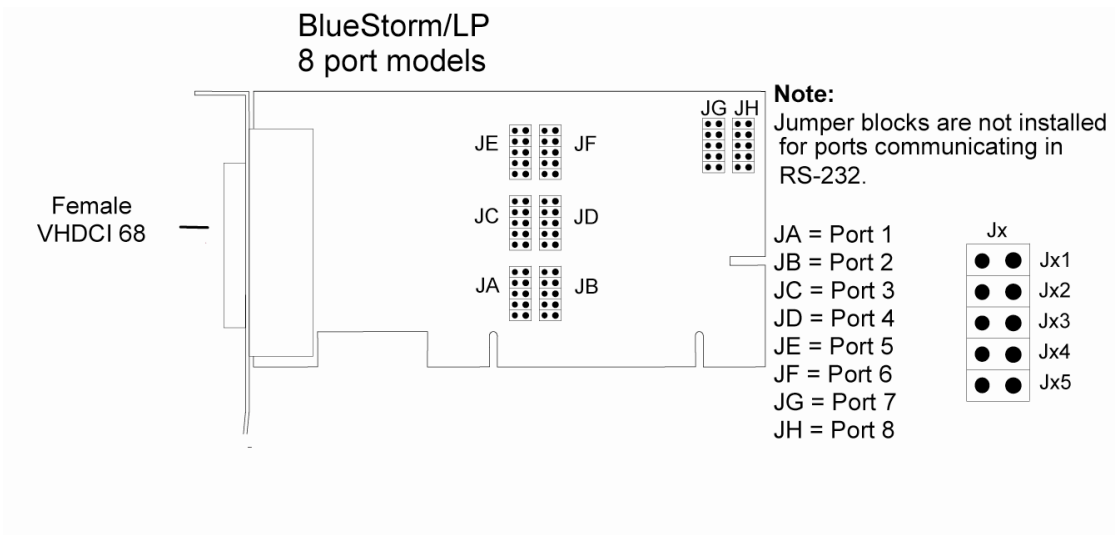 BlueStorm/LP
8 port models
JG JH
JE
JF
JC
JD
JA
JB
Female
VHDCI 68
Note:
Jumper blocks are not installed
for ports communicating in
RS-232.
JA = Port 1
JB = Port 2
JC = Port 3
JD = Port 4
JE = Port 5
JF = Port 6
JG = Port 7
JH = Port 8
Jx
Jx1
Jx2
Jx3
Jx4
Jx5